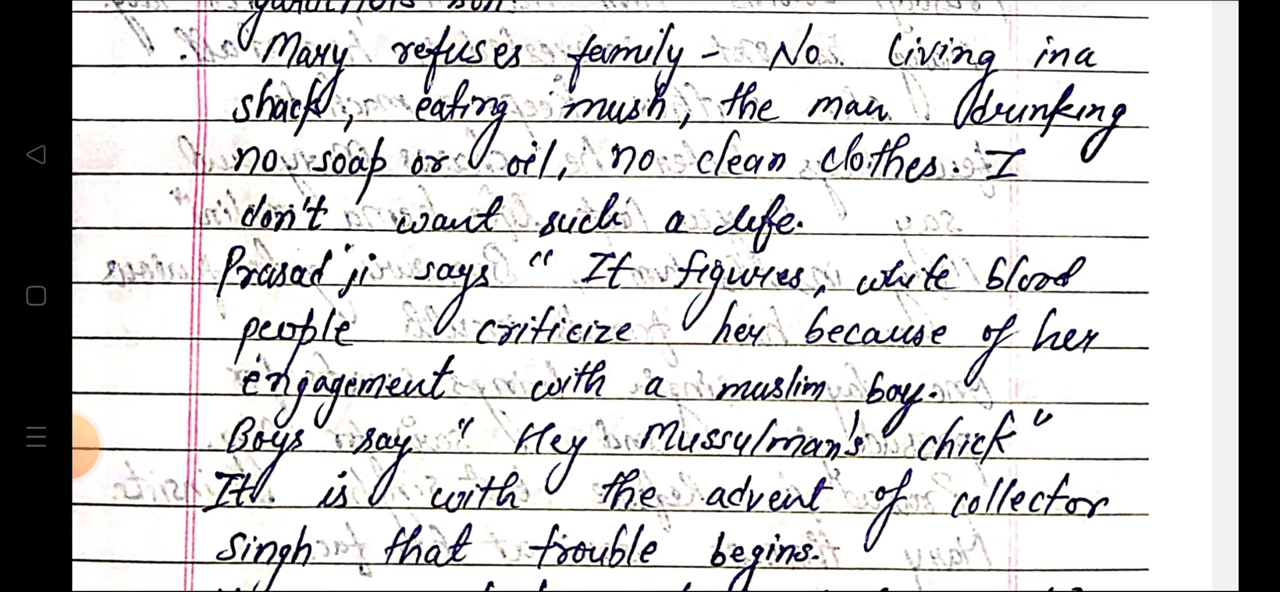 Mary refuses family - No. Living in a
shack, eating mush, the man drunking
no soap or oil, no clean clothes. I
don't want such a life.
Prasad ji says " It figures, white blood
people criticize her because of her
engagement with a muslim boy.
Boys say " Hey Mussulman's chick "
It is with the advent of collector
singh that trouble begins.